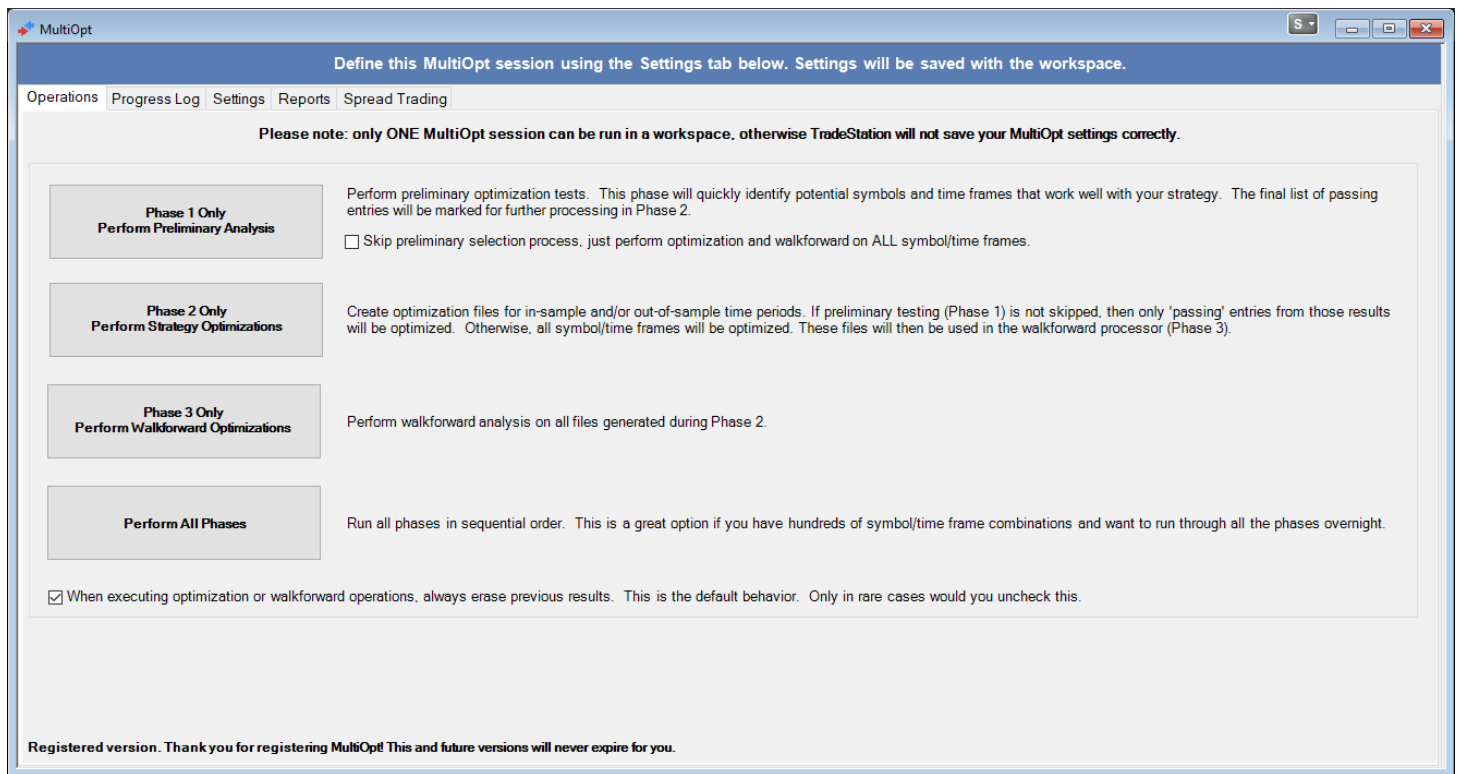 MultiOpt
S
Define this MultiOpt session using the Settings tab below. Settings will be saved with the workspace.
Operations Progress Log Settings Reports Spread Trading
Please note: only ONE MultiOpt session can be run in a workspace, otherwise TradeStation will not save your MultiOpt settings correctly.
Phase 1 Only
Perform Preliminary Analysis
Perform preliminary optimization tests. This phase will quickly identify potential symbols and time frames that work well with your strategy. The final list of passing
entries will be marked for further processing in Phase 2.
Skip preliminary selection process, just perform optimization and walkforward on ALL symbol/time frames.
Phase 2 Only
Perform Strategy Optimizations
Create optimization files for in-sample and/or out-of-sample time periods. If preliminary testing (Phase 1) is not skipped, then only 'passing' entries from those results
will be optimized. Otherwise, all symbol/time frames will be optimized. These files will then be used in the walkforward processor (Phase 3).
Phase 3 Only
Perform Walkforward Optimizations
Perform walkforward analysis on all files generated during Phase 2.
Perform All Phases
Run all phases in sequential order. This is a great option if you have hundreds of symbol/time frame combinations and want to run through all the phases overnight.
When executing optimization or walkforward operations, always erase previous results. This is the default behavior. Only in rare cases would you uncheck this.
Registered version. Thank you for registering MultiOpt! This and future versions will never expire for you.